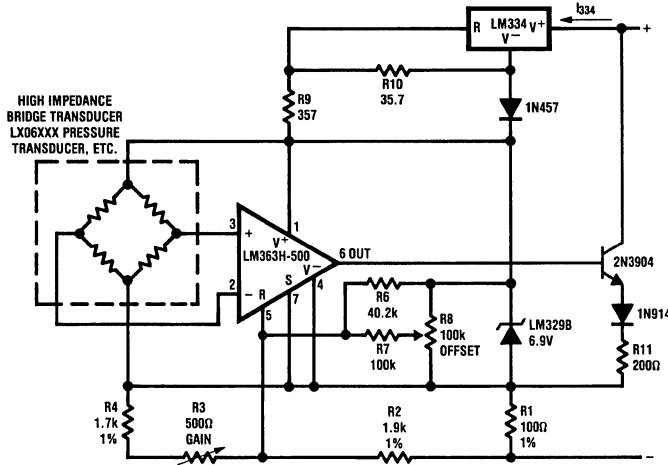 I334
R LM334 V+
V−
+
R10
35.7
R9
357
1N457
HIGH IMPEDANCE
BRIDGE TRANSDUCER
LX06XXX PRESSURE
TRANSDUCER, ETC.
3
+
1
V+
LM363H-500
6 OUT
2N3904
2
−
R
S
V−
4
5
7
R6
40.2k
R8
100k
OFFSET
R7
100k
LM329B
6.9V
1N914
R11
200Ω
R4
1.7k
1%
R3
500Ω
GAIN
R2
1.9k
1%
R1
100Ω
1%
−